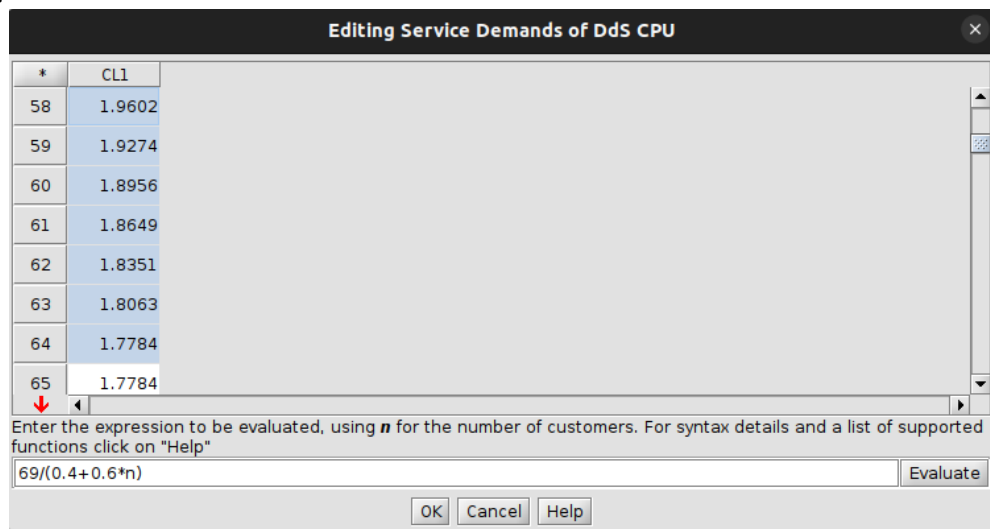 Editing Service Demands of DdS CPU
* CL1
58 1.9602
59 1.9274
60 1.8956
61 1.8649
62 1.8351
63 1.8063
64 1.7784
65 1.7784
Enter the expression to be evaluated, using n for the number of customers. For syntax details and a list of supported
functions click on "Help"
69/(0.4+0.6*n) Evaluate
OK Cancel Help